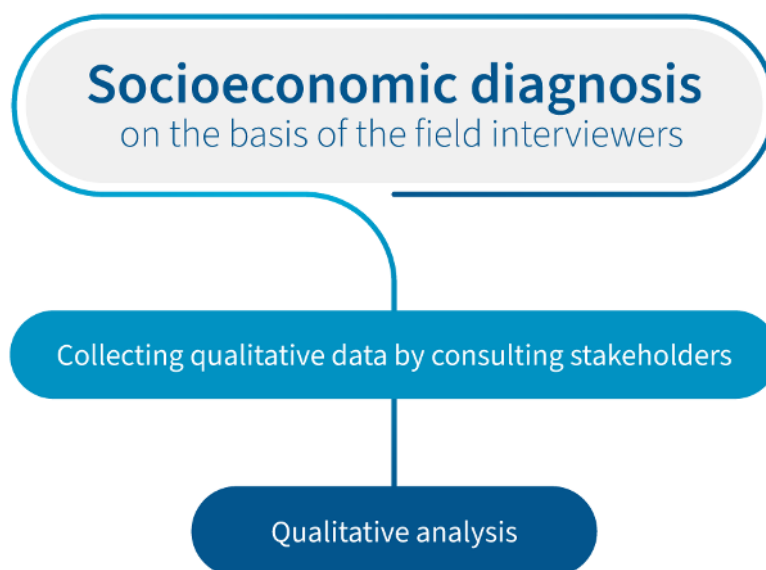 Socioeconomic diagnosis
on the basis of the field interviewers
Collecting qualitative data by consulting stakeholders
Qualitative analysis